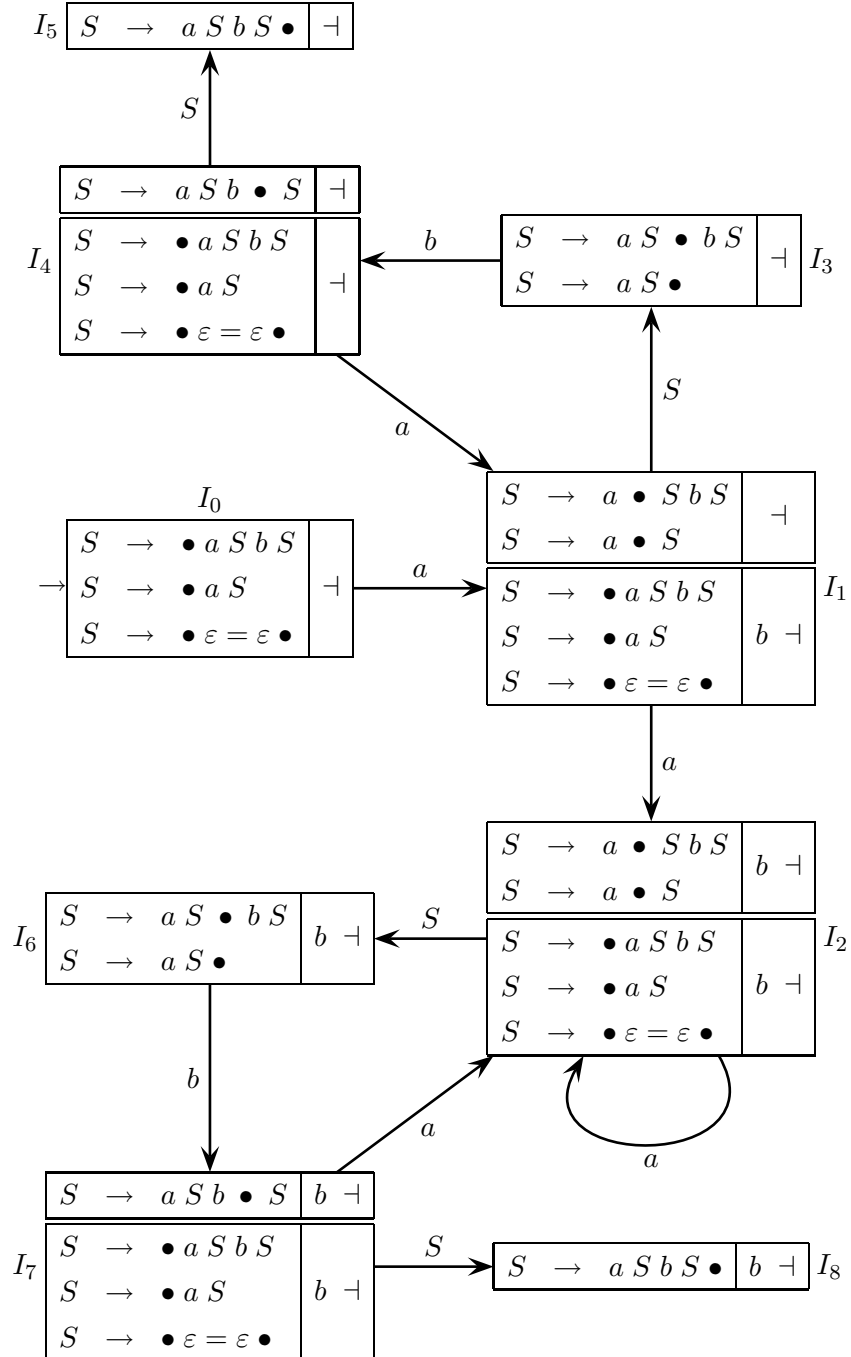 I₅ S → a S b S • ⊣
S
S → a S b • S ⊣
I₄ S → • a S b S
S → • a S ⊣
S → • ε = ε •
b
S → a S • b S
S → a S • ⊣ I₃
S
a
I₀
→ S → • a S b S
S → • a S ⊣
S → • ε = ε •
a
S → a • S b S
S → a • S ⊣
I₁ S → • a S b S
S → • a S b ⊣
S → • ε = ε •
a
S → a • S b S
S → a • S b ⊣
I₂ S → • a S b S
S → • a S b ⊣
S → • ε = ε •
a
S
I₆ S → a S • b S
S → a S • b ⊣
b
a
S → a S b • S b ⊣
I₇ S → • a S b S
S → • a S b ⊣
S → • ε = ε •
S
S → a S b S • b ⊣ I₈